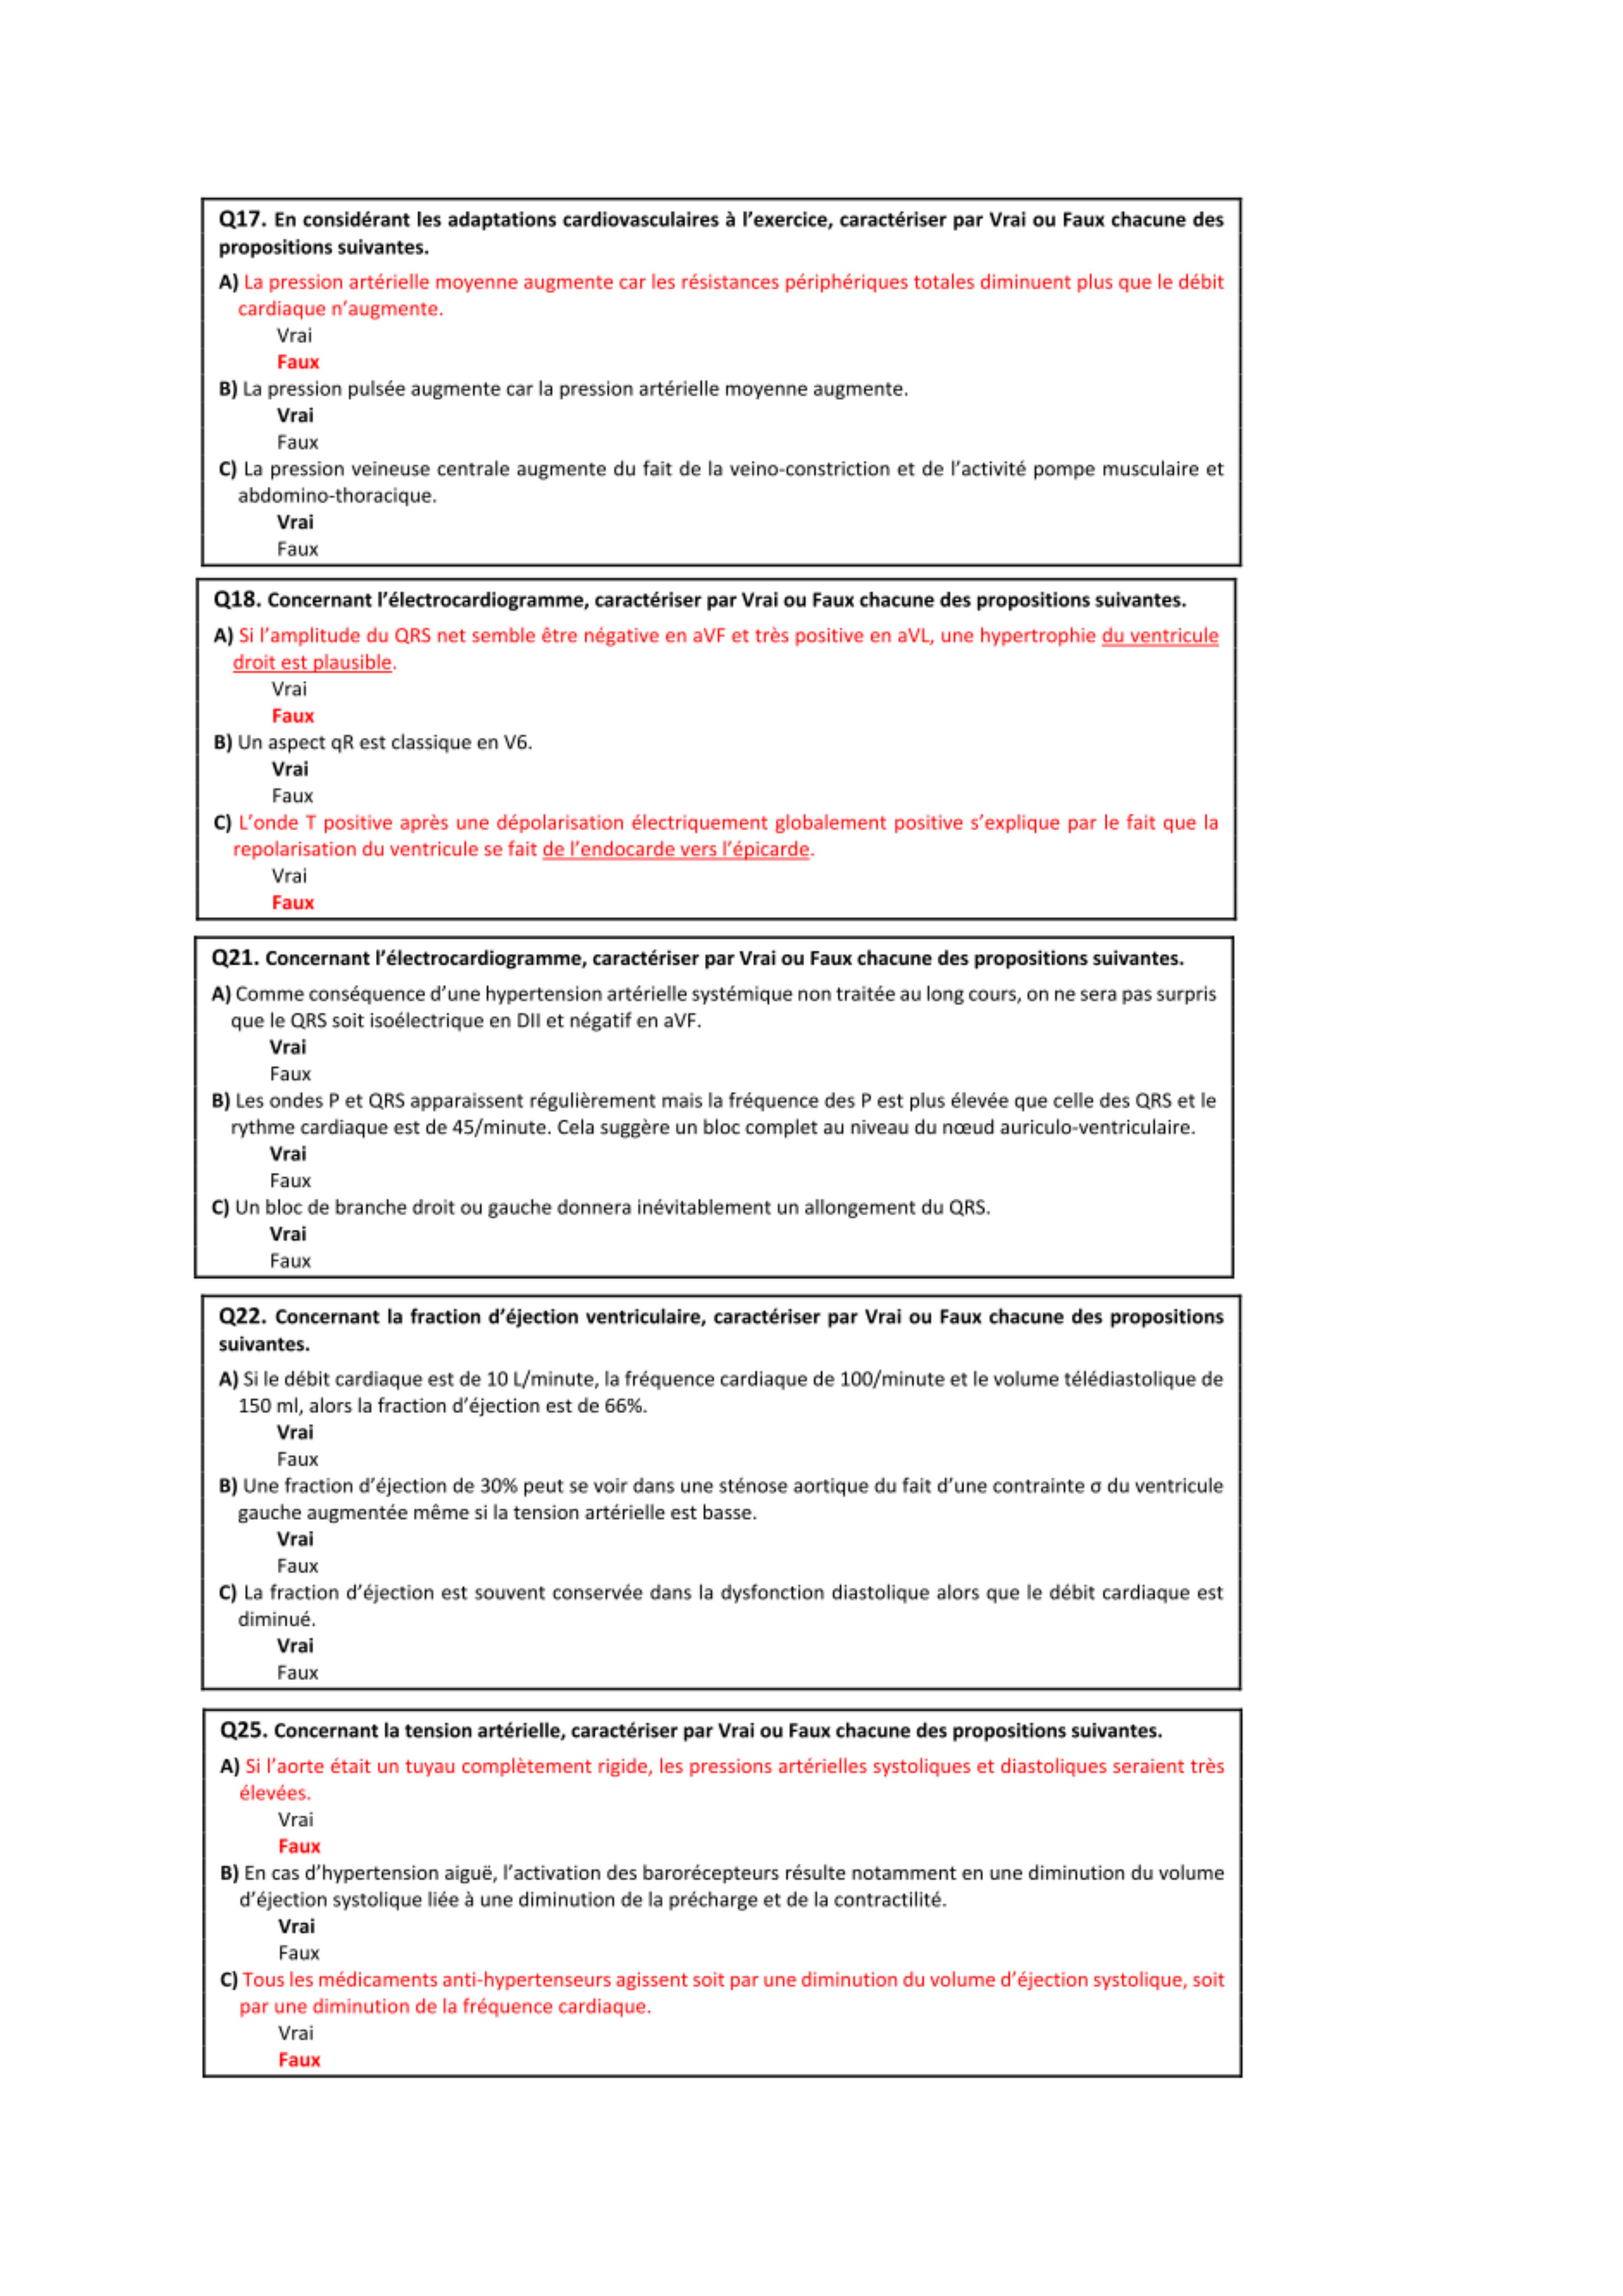 Q17. En considérant les adaptations cardiovasculaires à l’exercice, caractériser par Vrai ou Faux chacune des
propositions suivantes.
A) La pression artérielle moyenne augmente car les résistances périphériques totales diminuent plus que le débit
cardiaque n’augmente.
Vrai
Faux
B) La pression pulsée augmente car la pression artérielle moyenne augmente.
Vrai
Faux
C) La pression veineuse centrale augmente du fait de la veino-constriction et de l’activité pompe musculaire et
abdomino-thoracique.
Vrai
Faux
Q18. Concernant l’électrocardiogramme, caractériser par Vrai ou Faux chacune des propositions suivantes.
A) Si l’amplitude du QRS net semble être négative en aVF et très positive en aVL, une hypertrophie du ventricule
droit est plausible.
Vrai
Faux
B) Un aspect qR est classique en V6.
Vrai
Faux
C) L’onde T positive après une dépolarisation électriquement globalement positive s’explique par le fait que la
repolarisation du ventricule se fait de l’endocarde vers l’épicarde.
Vrai
Faux
Q21. Concernant l’électrocardiogramme, caractériser par Vrai ou Faux chacune des propositions suivantes.
A) Comme conséquence d’une hypertension artérielle systémique non traitée au long cours, on ne sera pas surpris
que le QRS soit isoélectrique en DII et négatif en aVF.
Vrai
Faux
B) Les ondes P et QRS apparaissent régulièrement mais la fréquence des P est plus élevée que celle des QRS et le
rythme cardiaque est de 45/minute. Cela suggère un bloc complet au niveau du nœud auriculo-ventriculaire.
Vrai
Faux
C) Un bloc de branche droit ou gauche donnera inévitablement un allongement du QRS.
Vrai
Faux
Q22. Concernant la fraction d’éjection ventriculaire, caractériser par Vrai ou Faux chacune des propositions
suivantes.
A) Si le débit cardiaque est de 10 L/minute, la fréquence cardiaque de 100/minute et le volume télédiastolique de
150 ml, alors la fraction d’éjection est de 66%.
Vrai
Faux
B) Une fraction d’éjection de 30% peut se voir dans une sténose aortique du fait d’une contrainte σ du ventricule
gauche augmentée même si la tension artérielle est basse.
Vrai
Faux
C) La fraction d’éjection est souvent conservée dans la dysfonction diastolique alors que le débit cardiaque est
diminué.
Vrai
Faux
Q25. Concernant la tension artérielle, caractériser par Vrai ou Faux chacune des propositions suivantes.
A) Si l’aorte était un tuyau complètement rigide, les pressions artérielles systoliques et diastoliques seraient très
élevées.
Vrai
Faux
B) En cas d’hypertension aiguë, l’activation des barorécepteurs résulte notamment en une diminution du volume
d’éjection systolique liée à une diminution de la précharge et de la contractilité.
Vrai
Faux
C) Tous les médicaments anti-hypertenseurs agissent soit par une diminution du volume d’éjection systolique, soit
par une diminution de la fréquence cardiaque.
Vrai
Faux